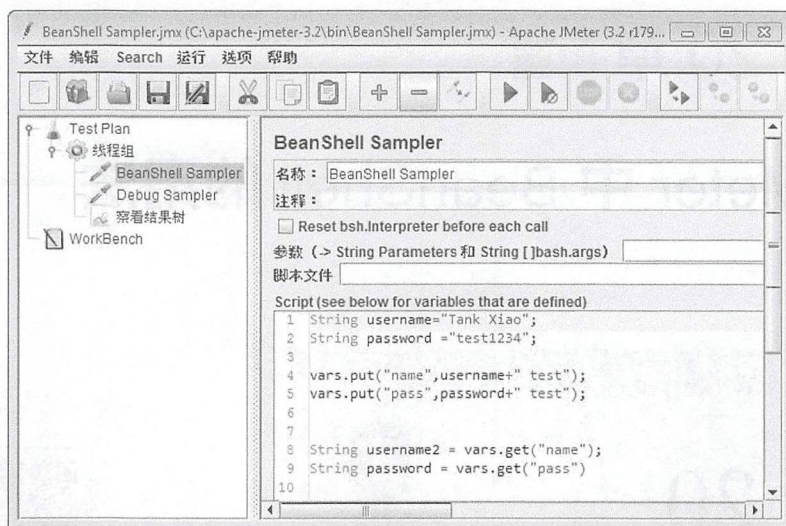 BeanShell Sampler.jmx (C:\apache-jmeter-3.2\bin\BeanShell Sampler.jmx) - Apache JMeter (3.2 r179...
文件 编辑 Search 运行 选项 帮助
Test Plan
线程组
BeanShell Sampler
Debug Sampler
察看结果树
WorkBench
BeanShell Sampler
名称： BeanShell Sampler
注释：
Reset bsh.Interpreter before each call
参数（-> String Parameters 和 String [ ]bash.args）
脚本文件
Script (see below for variables that are defined)
1 String username="Tank Xiao";
2 String password ="test1234";
3
4 vars.put("name",username+" test");
5 vars.put("pass",password+" test");
6
7
8 String username2 = vars.get("name");
9 String password = vars.get("pass")
10